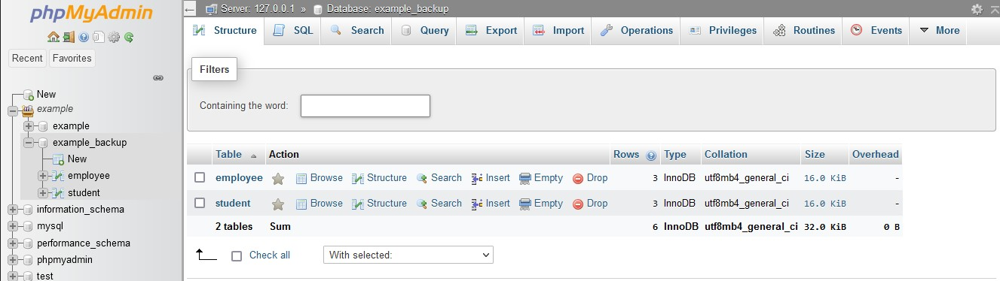 phpMyAdmin
Recent Favorites
New
example
example
example_backup
New
employee
student
information_schema
mysql
performance_schema
phpmyadmin
test
Server: 127.0.0.1 » Database: example_backup
Structure SQL Search Query Export Import Operations Privileges Routines Events More
Filters
Containing the word:
Table Action Rows Type Collation Size Overhead
employee Browse Structure Search Insert Empty Drop 3 InnoDB utf8mb4_general_ci 16.0 KiB -
student Browse Structure Search Insert Empty Drop 3 InnoDB utf8mb4_general_ci 16.0 KiB -
2 tables Sum 6 InnoDB utf8mb4_general_ci 32.0 KiB 0 B
Check all With selected: